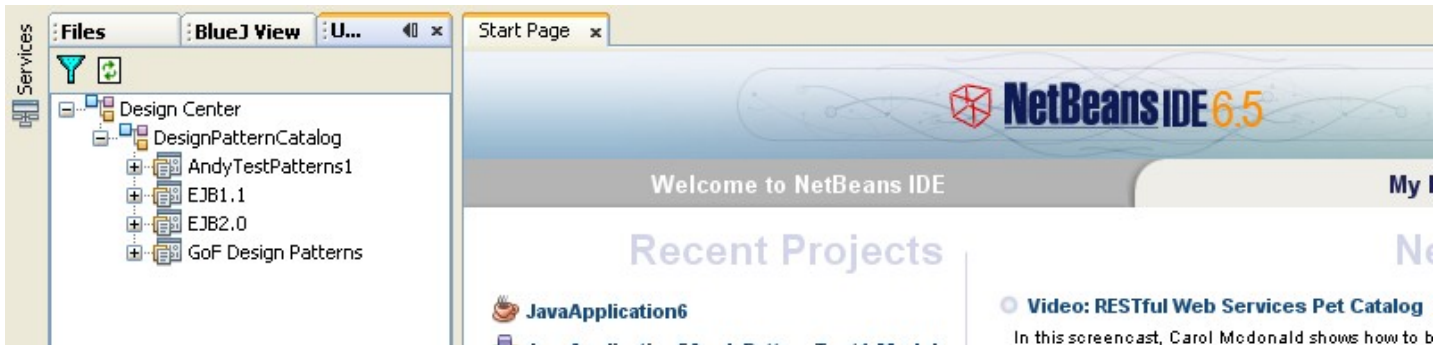 Services
Files
BlueJ View
U...
Start Page
Design Center
DesignPatternCatalog
AndyTestPatterns1
EJB1.1
EJB2.0
GoF Design Patterns
NetBeans IDE 6.5
Welcome to NetBeans IDE
My
Recent Projects
JavaApplication6
Video: RESTful Web Services Pet Catalog
In this screencast, Carol Mcdonald shows how to b